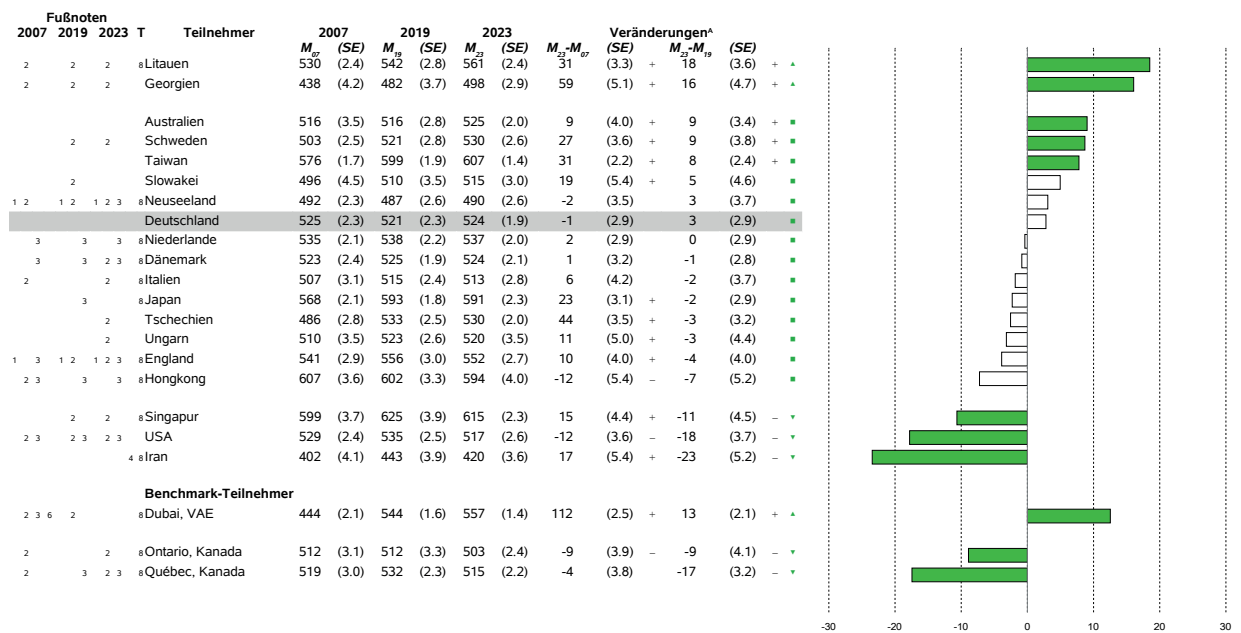 Fußnoten
2007 2019 2023 T Teilnehmer 2007 2019 2023 Veränderungen^A
M_07 (SE) M_19 (SE) M_23 (SE) M_23-M_07 (SE) M_23-M_19 (SE)
2 2 2 8 Litauen 530 (2.4) 542 (2.8) 561 (2.4) 31 (3.3) + 18 (3.6) + ▲
2 2 2 Georgien 438 (4.2) 482 (3.7) 498 (2.9) 59 (5.1) + 16 (4.7) + ▲
Australien 516 (3.5) 516 (2.8) 525 (2.0) 9 (4.0) + 9 (3.4) + ■
2 2 Schweden 503 (2.5) 521 (2.8) 530 (2.6) 27 (3.6) + 9 (3.8) + ■
Taiwan 576 (1.7) 599 (1.9) 607 (1.4) 31 (2.2) + 8 (2.4) + ■
2 Slowakei 496 (4.5) 510 (3.5) 515 (3.0) 19 (5.4) + 5 (4.6) ■
1 2 1 2 1 2 3 8 Neuseeland 492 (2.3) 487 (2.6) 490 (2.6) -2 (3.5) 3 (3.7) ■
Deutschland 525 (2.3) 521 (2.3) 524 (1.9) -1 (2.9) 3 (2.9) ■
3 3 3 8 Niederlande 535 (2.1) 538 (2.2) 537 (2.0) 2 (2.9) 0 (2.9) ■
3 3 2 3 8 Dänemark 523 (2.4) 525 (1.9) 524 (2.1) 1 (3.2) -1 (2.8) ■
2 2 8 Italien 507 (3.1) 515 (2.4) 513 (2.8) 6 (4.2) -2 (3.7) ■
3 8 Japan 568 (2.1) 593 (1.8) 591 (2.3) 23 (3.1) + -2 (2.9) ■
2 Tschechien 486 (2.8) 533 (2.5) 530 (2.0) 44 (3.5) + -3 (3.2) ■
2 Ungarn 510 (3.5) 523 (2.6) 520 (3.5) 11 (5.0) + -3 (4.4) ■
1 3 1 2 1 2 3 8 England 541 (2.9) 556 (3.0) 552 (2.7) 10 (4.0) + -4 (4.0) ■
2 3 3 3 8 Hongkong 607 (3.6) 602 (3.3) 594 (4.0) -12 (5.4) – -7 (5.2) ■
2 2 8 Singapur 599 (3.7) 625 (3.9) 615 (2.3) 15 (4.4) + -11 (4.5) – ▼
2 3 2 3 2 3 USA 529 (2.4) 535 (2.5) 517 (2.6) -12 (3.6) – -18 (3.7) – ▼
4 8 Iran 402 (4.1) 443 (3.9) 420 (3.6) 17 (5.4) + -23 (5.2) – ▼
Benchmark-Teilnehmer
2 3 6 2 8 Dubai, VAE 444 (2.1) 544 (1.6) 557 (1.4) 112 (2.5) + 13 (2.1) + ▲
2 2 8 Ontario, Kanada 512 (3.1) 512 (3.3) 503 (2.4) -9 (3.9) – -9 (4.1) – ▼
2 3 2 3 8 Québec, Kanada 519 (3.0) 532 (2.3) 515 (2.2) -4 (3.8) -17 (3.2) – ▼
-30 -20 -10 0 10 20 30